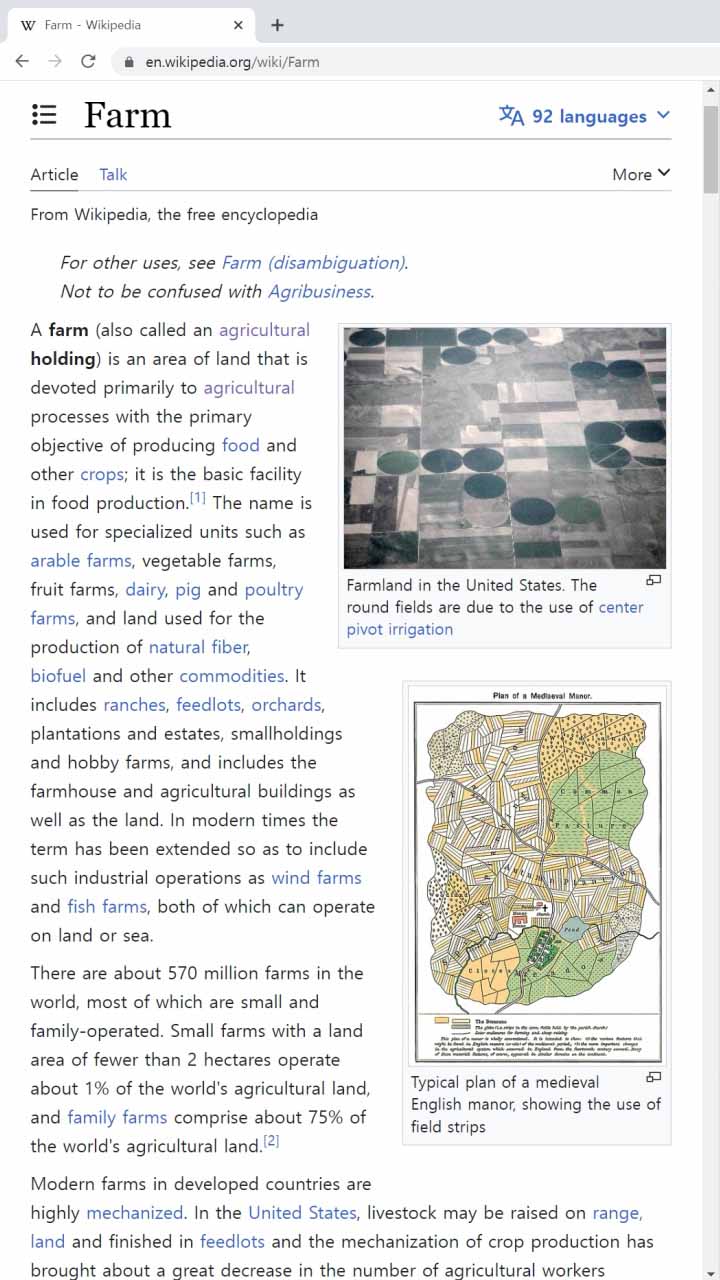 Farm - Wikipedia
en.wikipedia.org/wiki/Farm
Farm
92 languages
Article Talk More
From Wikipedia, the free encyclopedia
For other uses, see Farm (disambiguation).
Not to be confused with Agribusiness.
A farm (also called an agricultural
holding) is an area of land that is
devoted primarily to agricultural
processes with the primary
objective of producing food and
other crops; it is the basic facility
in food production.[1] The name is
used for specialized units such as
arable farms, vegetable farms,
fruit farms, dairy, pig and poultry
farms, and land used for the
production of natural fiber,
biofuel and other commodities. It
includes ranches, feedlots, orchards,
plantations and estates, smallholdings
and hobby farms, and includes the
farmhouse and agricultural buildings as
well as the land. In modern times the
term has been extended so as to include
such industrial operations as wind farms
and fish farms, both of which can operate
on land or sea.
Farmland in the United States. The
round fields are due to the use of center
pivot irrigation
Plan of a Mediaeval Manor.
Common
Pasture
Autumn Planting
Church
Pond
Close
Meadow
The Demesne
Typical plan of a medieval
English manor, showing the use of
field strips
There are about 570 million farms in the
world, most of which are small and
family-operated. Small farms with a land
area of fewer than 2 hectares operate
about 1% of the world's agricultural land,
and family farms comprise about 75% of
the world's agricultural land.[2]
Modern farms in developed countries are
highly mechanized. In the United States, livestock may be raised on range,
land and finished in feedlots and the mechanization of crop production has
brought about a great decrease in the number of agricultural workers